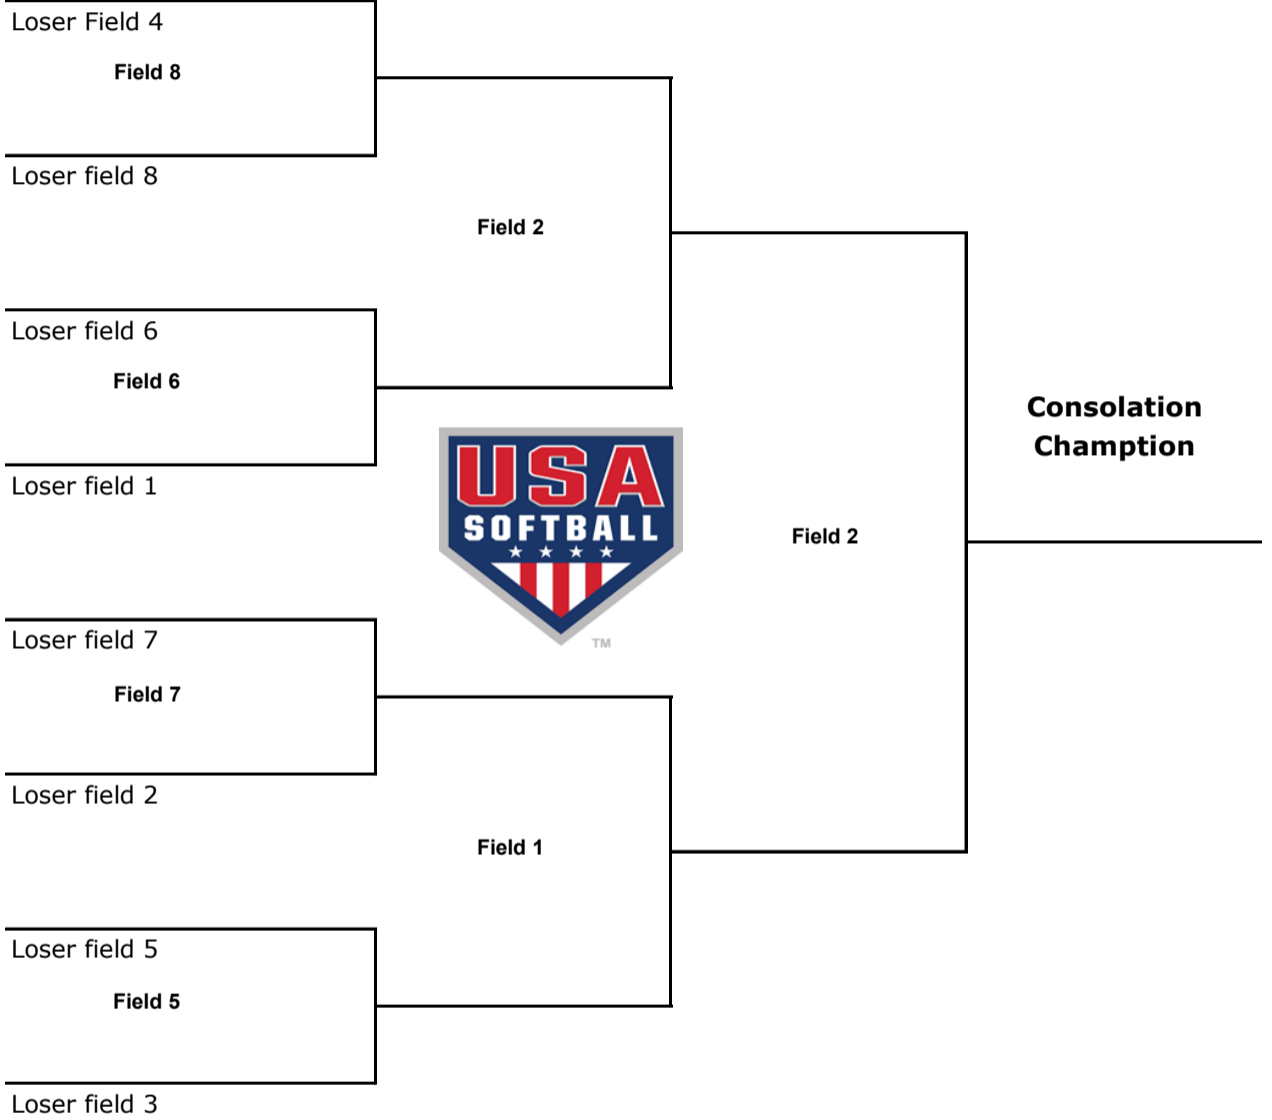 Loser Field 4
Field 8
Loser field 8
Field 2
Loser field 6
Field 6
Loser field 1
Consolation
Chamption
USA
SOFTBALL
TM
Field 2
Loser field 7
Field 7
Loser field 2
Field 1
Loser field 5
Field 5
Loser field 3